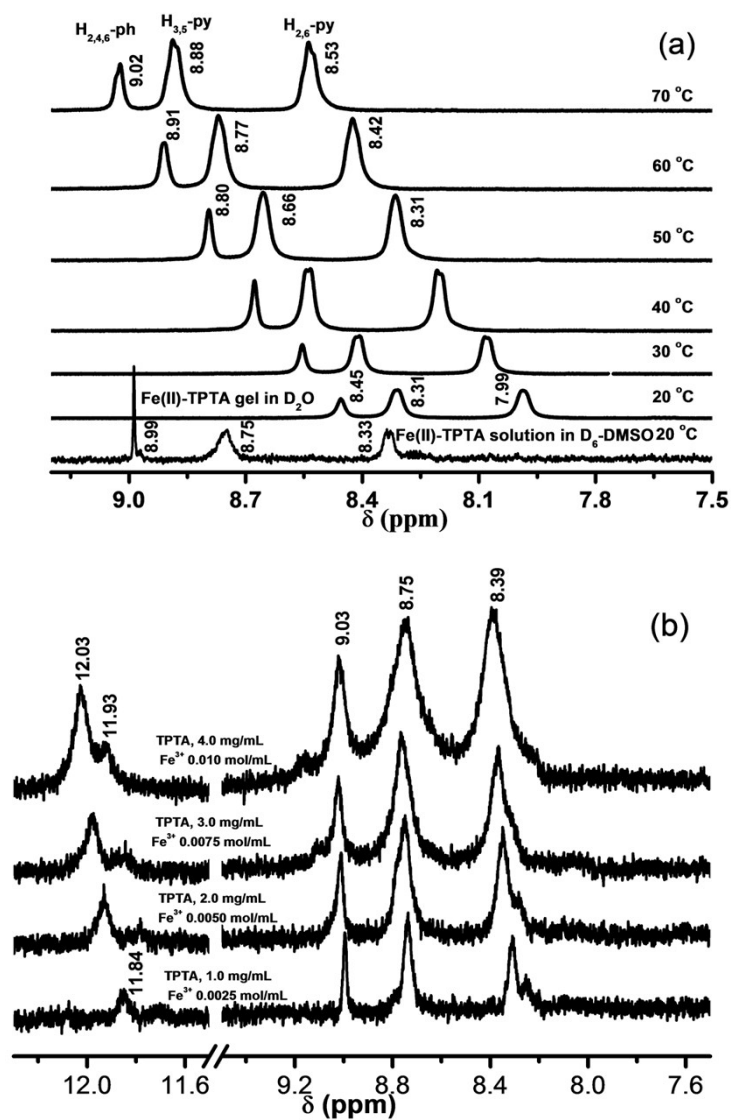 (a)
H2,4,6-ph H3,5-py H2,6-py
9.02 8.88 8.53
70 °C
8.91 8.77 8.42
60 °C
8.80 8.66 8.31
50 °C
40 °C
30 °C
Fe(II)-TPTA gel in D2O 8.45 8.31 7.99 20 °C
8.99 8.75 8.33 Fe(II)-TPTA solution in D6-DMSO 20 °C
9.0 8.7 8.4 8.1 7.8 7.5
δ (ppm)
(b)
12.03 11.93 9.03 8.75 8.39
TPTA, 4.0 mg/mL
Fe3+ 0.010 mol/mL
TPTA, 3.0 mg/mL
Fe3+ 0.0075 mol/mL
TPTA, 2.0 mg/mL
Fe3+ 0.0050 mol/mL
11.84
TPTA, 1.0 mg/mL
Fe3+ 0.0025 mol/mL
12.0 11.6 9.2 8.8 8.4 8.0 7.6
δ (ppm)